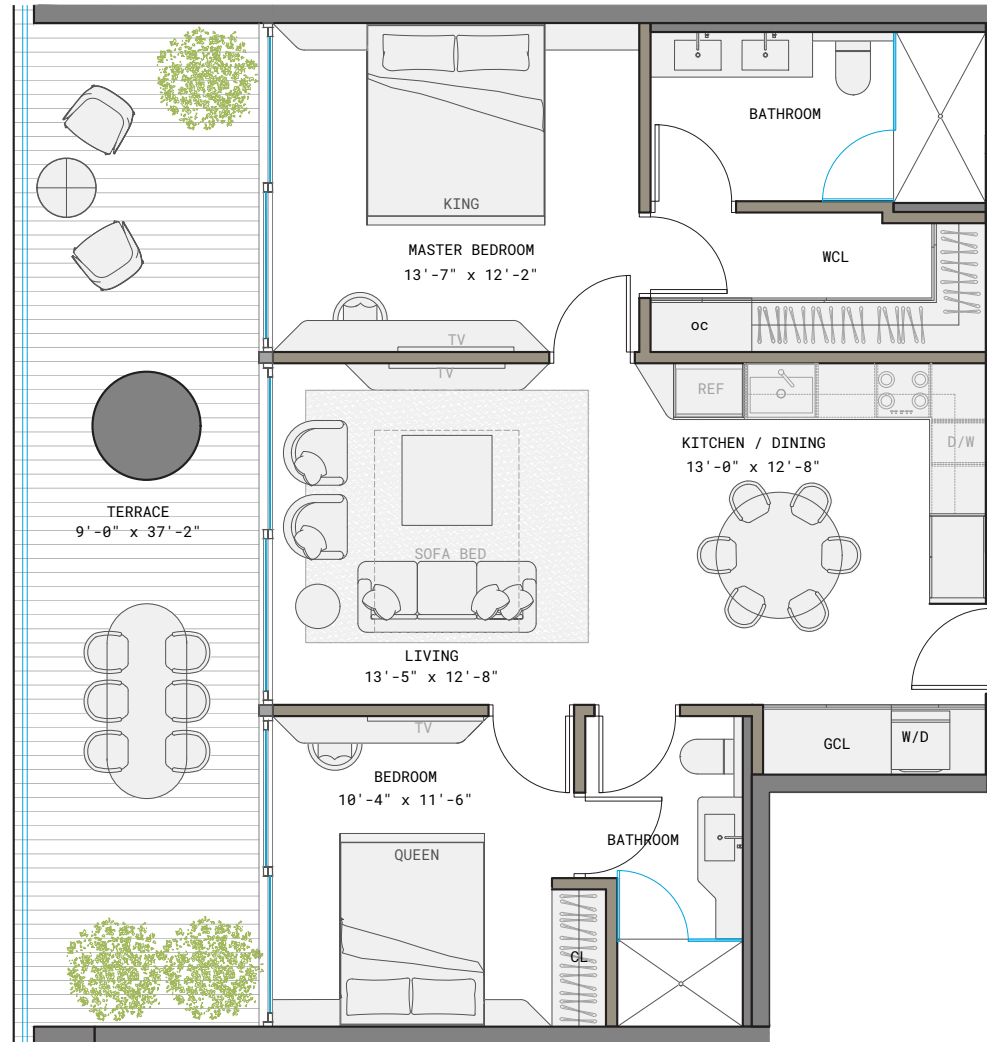 BATHROOM
KING
MASTER BEDROOM
13'-7" x 12'-2"
WCL
OC
TV
TV
REF
KITCHEN / DINING
13'-0" x 12'-8"
D/W
TERRACE
9'-0" x 37'-2"
SOFA BED
LIVING
13'-5" x 12'-8"
TV
GCL
W/D
BEDROOM
10'-4" x 11'-6"
BATHROOM
QUEEN
CL